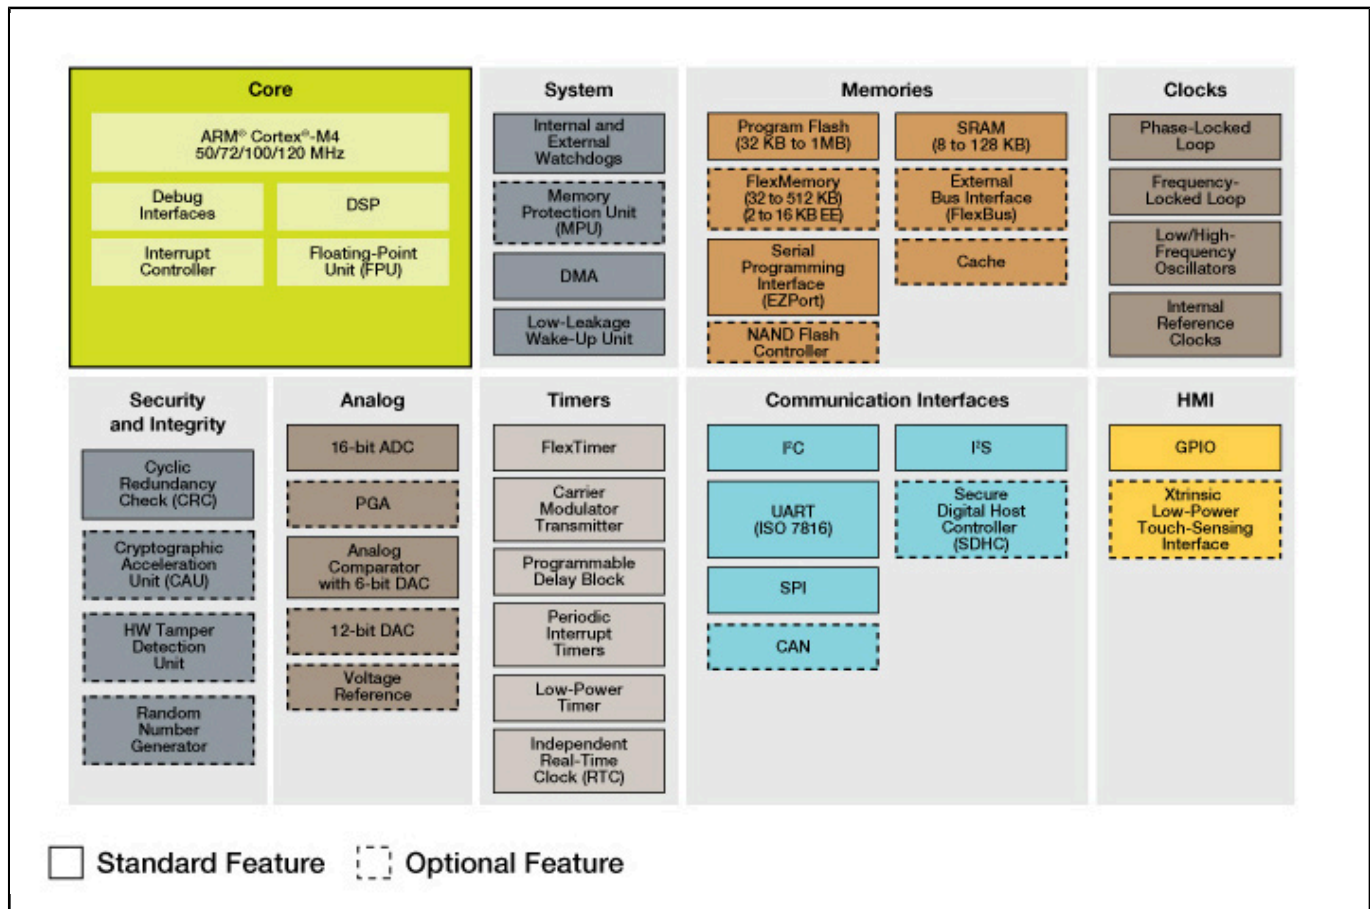 Core
ARM® Cortex®-M4
50/72/100/120 MHz
Debug
Interfaces
DSP
Interrupt
Controller
Floating-Point
Unit (FPU)
System
Internal and
External
Watchdogs
Memory
Protection Unit
(MPU)
DMA
Low-Leakage
Wake-Up Unit
Memories
Program Flash
(32 KB to 1MB)
SRAM
(8 to 128 KB)
FlexMemory
(32 to 512 KB)
(2 to 16 KB EE)
External
Bus Interface
(FlexBus)
Serial
Programming
Interface
(EZPort)
Cache
NAND Flash
Controller
Clocks
Phase-Locked
Loop
Frequency-
Locked Loop
Low/High-
Frequency
Oscillators
Internal
Reference
Clocks
Security
and Integrity
Cyclic
Redundancy
Check (CRC)
Cryptographic
Acceleration
Unit (CAU)
HW Tamper
Detection
Unit
Random
Number
Generator
Analog
16-bit ADC
PGA
Analog
Comparator
with 6-bit DAC
12-bit DAC
Voltage
Reference
Timers
FlexTimer
Carrier
Modulator
Transmitter
Programmable
Delay Block
Periodic
Interrupt
Timers
Low-Power
Timer
Independent
Real-Time
Clock (RTC)
Communication Interfaces
I²C
I²S
UART
(ISO 7816)
Secure
Digital Host
Controller
(SDHC)
SPI
CAN
HMI
GPIO
Xtrinsic
Low-Power
Touch-Sensing
Interface
Standard Feature
Optional Feature